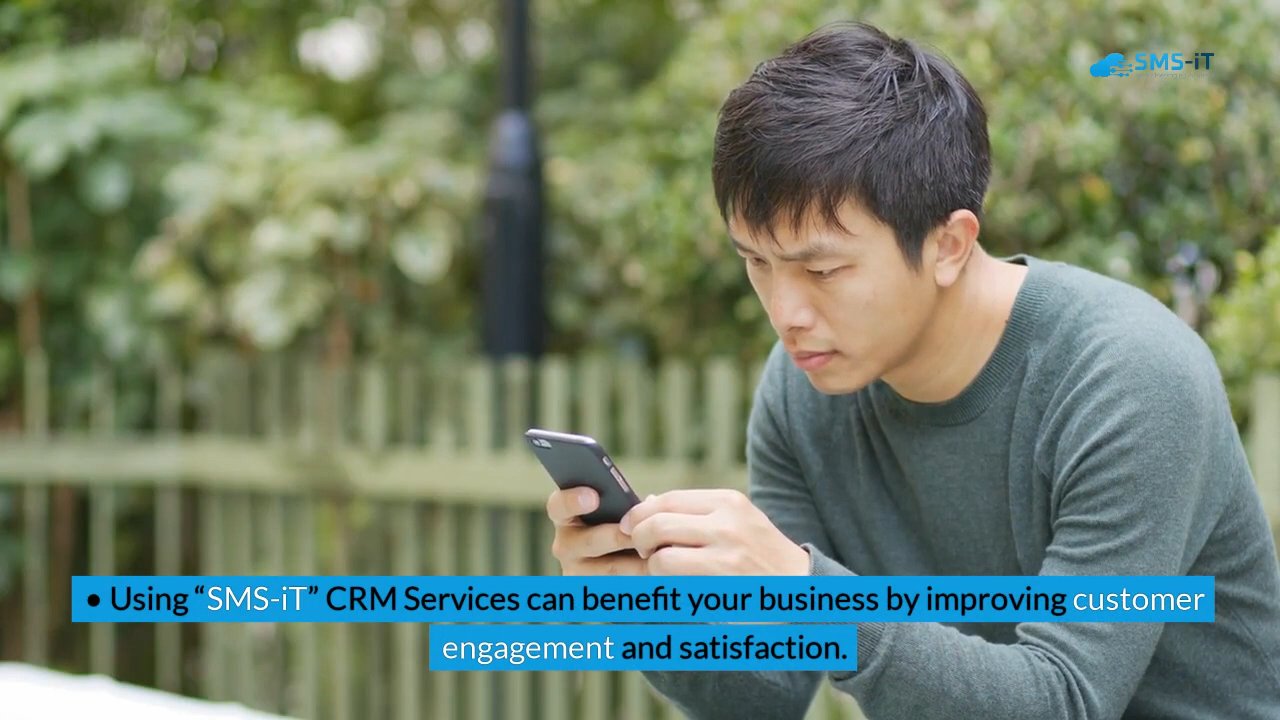 SMS-iT
• Using “SMS-iT” CRM Services can benefit your business by improving customer
engagement and satisfaction.